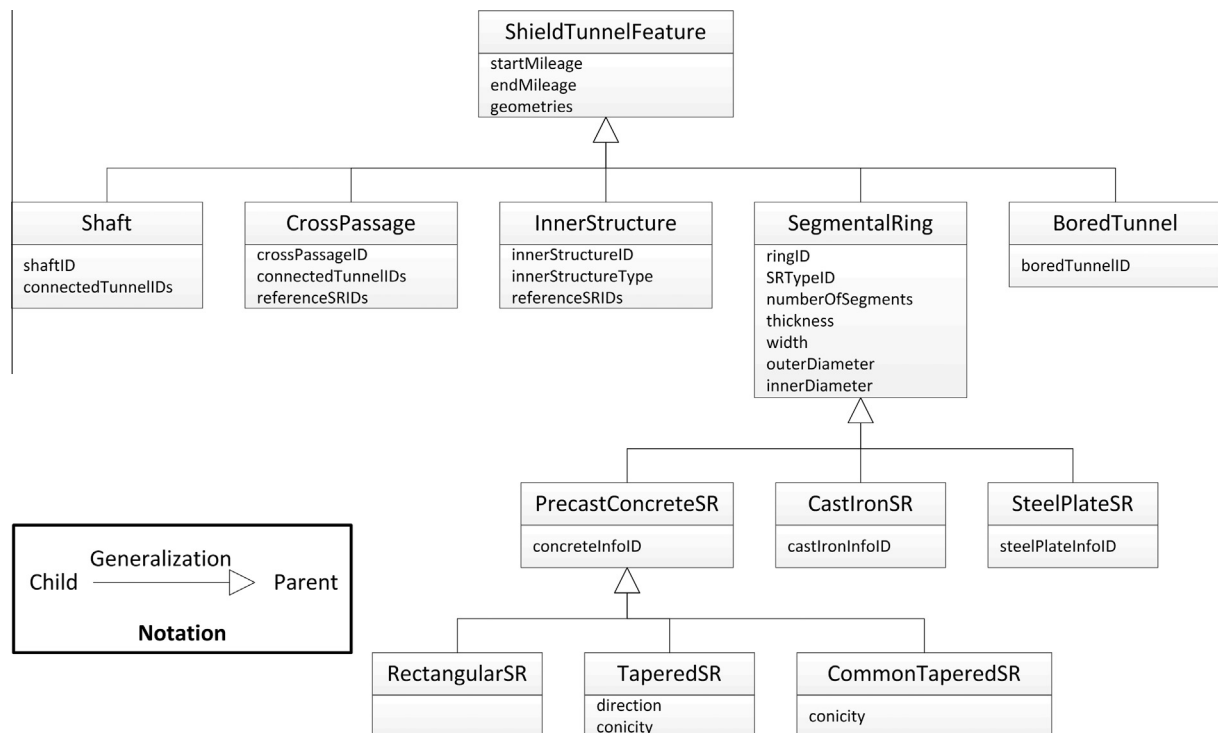 ShieldTunnelFeature
startMileage
endMileage
geometries
Shaft
shaftID
connectedTunnelIDs
CrossPassage
crossPassageID
connectedTunnelIDs
referenceSRIDs
InnerStructure
innerStructureID
innerStructureType
referenceSRIDs
SegmentalRing
ringID
SRTypeID
numberOfSegments
thickness
width
outerDiameter
innerDiameter
BoredTunnel
boredTunnelID
PrecastConcreteSR
concreteInfoID
CastIronSR
castIronInfoID
SteelPlateSR
steelPlateInfoID
Generalization
Child
Parent
Notation
RectangularSR
TaperedSR
direction
conicity
CommonTaperedSR
conicity